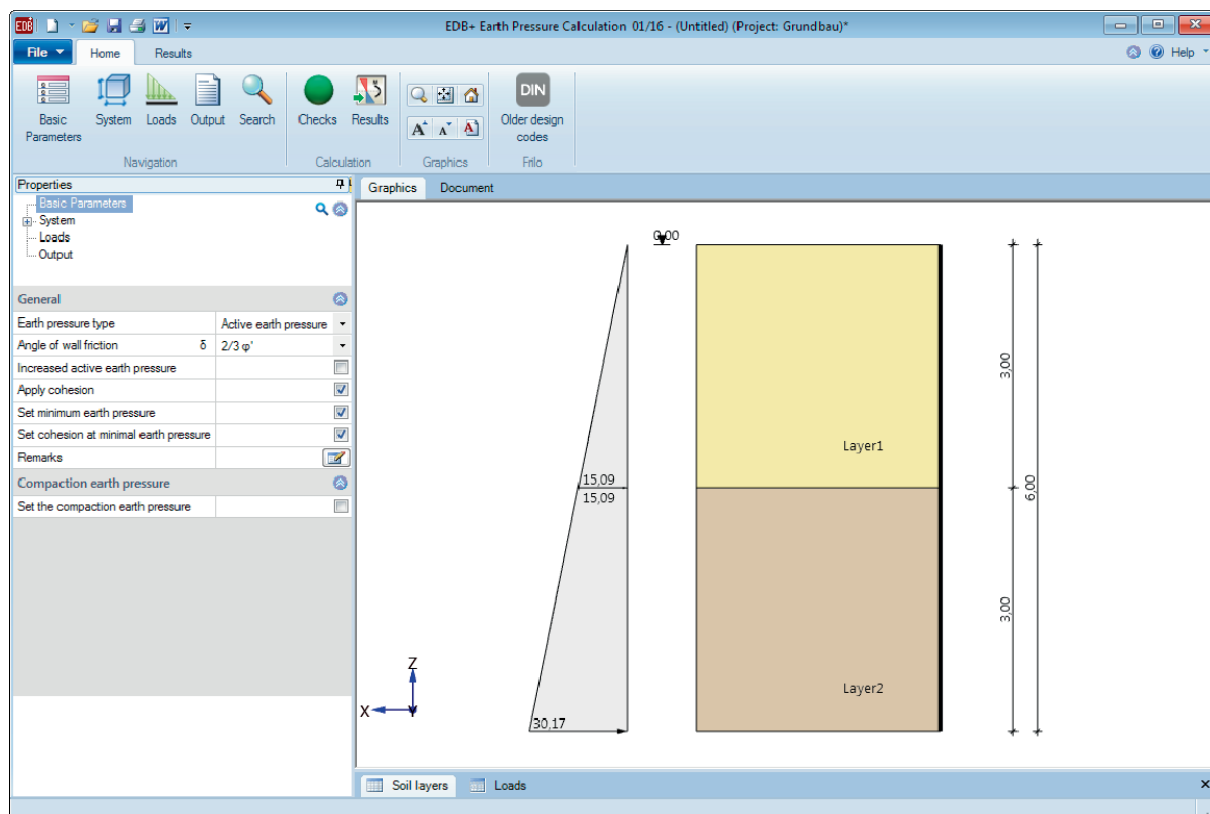 EDB
W
EDB+ Earth Pressure Calculation 01/16 - (Untitled) (Project: Grundbau)*
File
Home
Results
Help
Basic Parameters
System
Loads
Output
Search
Checks
Results
A A A
DIN
Older design codes
Navigation
Calculation
Graphics
Frilo
Properties
Basic Parameters
System
Loads
Output
General
Earth pressure type Active earth pressure
Angle of wall friction δ 2/3 φ'
Increased active earth pressure
Apply cohesion
Set minimum earth pressure
Set cohesion at minimal earth pressure
Remarks
Compaction earth pressure
Set the compaction earth pressure
Graphics
Document
0,00
15,09
15,09
30,17
Layer1
Layer2
3,00
6,00
3,00
Z
X
Y
Soil layers
Loads